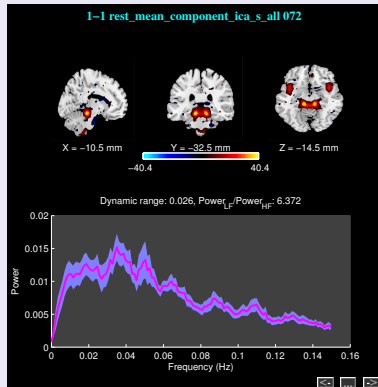 1−1 rest_mean_component_ica_s_all 072
X = −10.5 mm
Y = −32.5 mm
Z = −14.5 mm
−40.4
40.4
Dynamic range: 0.026, Power_LF/Power_HF: 6.372
0.02
0.015
0.01
0.005
0
Power
0
0.02
0.04
0.06
0.08
0.1
0.12
0.14
0.16
Frequency (Hz)
<-
...
->